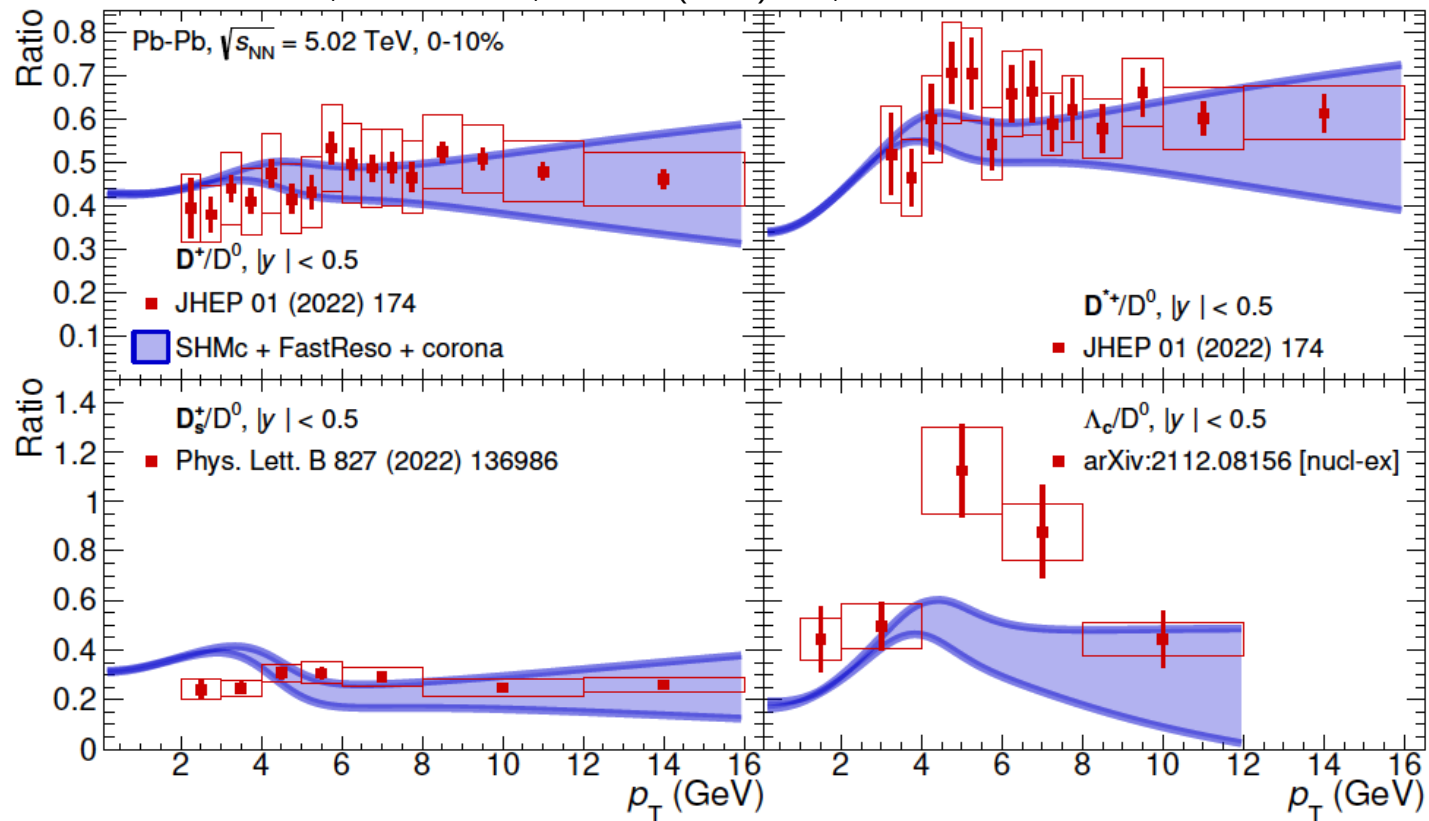 Ratio
0.8
0.7
0.6
0.5
0.4
0.3
0.2
0.1
Pb-Pb, √sNN = 5.02 TeV, 0-10%
D+/D0, |y| < 0.5
JHEP 01 (2022) 174
SHMc + FastReso + corona
D*+/D0, |y| < 0.5
JHEP 01 (2022) 174
Ratio
1.4
1.2
1
0.8
0.6
0.4
0.2
0
Ds+/D0, |y| < 0.5
Phys. Lett. B 827 (2022) 136986
Λc/D0, |y| < 0.5
arXiv:2112.08156 [nucl-ex]
2 4 6 8 10 12 14 16
pT (GeV)
2 4 6 8 10 12 14 16
pT (GeV)